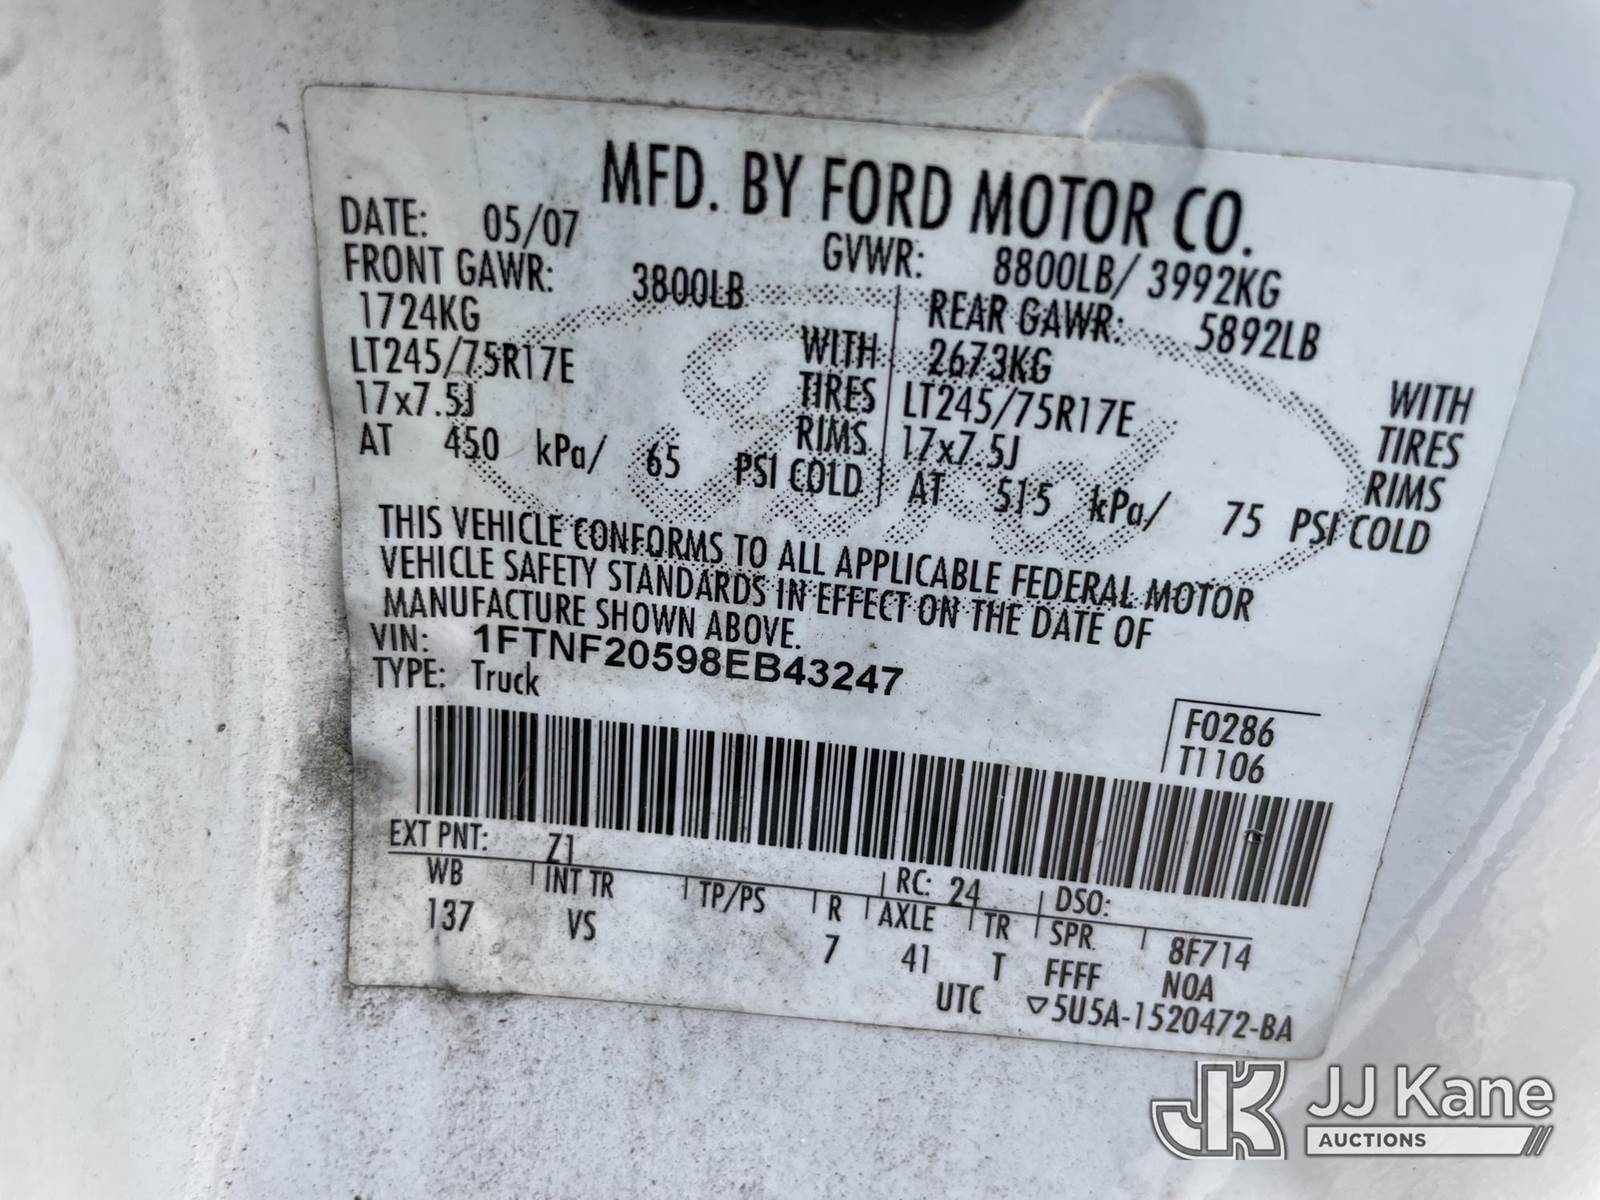 MFD. BY FORD MOTOR CO.
DATE: 05/07 GVWR: 8800LB/ 3992KG
FRONT GAWR: 3800LB REAR GAWR: 5892LB
1724KG WITH 2673KG WITH
LT245/75R17E TIRES LT245/75R17E TIRES
17x7.5J RIMS 17x7.5J RIMS
AT 450 kPa/ 65 PSI COLD AT 515 kPa/ 75 PSI COLD
THIS VEHICLE CONFORMS TO ALL APPLICABLE FEDERAL MOTOR
VEHICLE SAFETY STANDARDS IN EFFECT ON THE DATE OF
MANUFACTURE SHOWN ABOVE.
VIN: 1FTNF20598EB43247
TYPE: Truck
F0286
T1106
EXT PNT: Z1 RC: 24 DSO:
WB INT TR TP/PS R AXLE TR SPR 8F714
137 VS 7 41 T FFFF NOA
UTC ▽5U5A-1520472-BA
JK JJ Kane
AUCTIONS